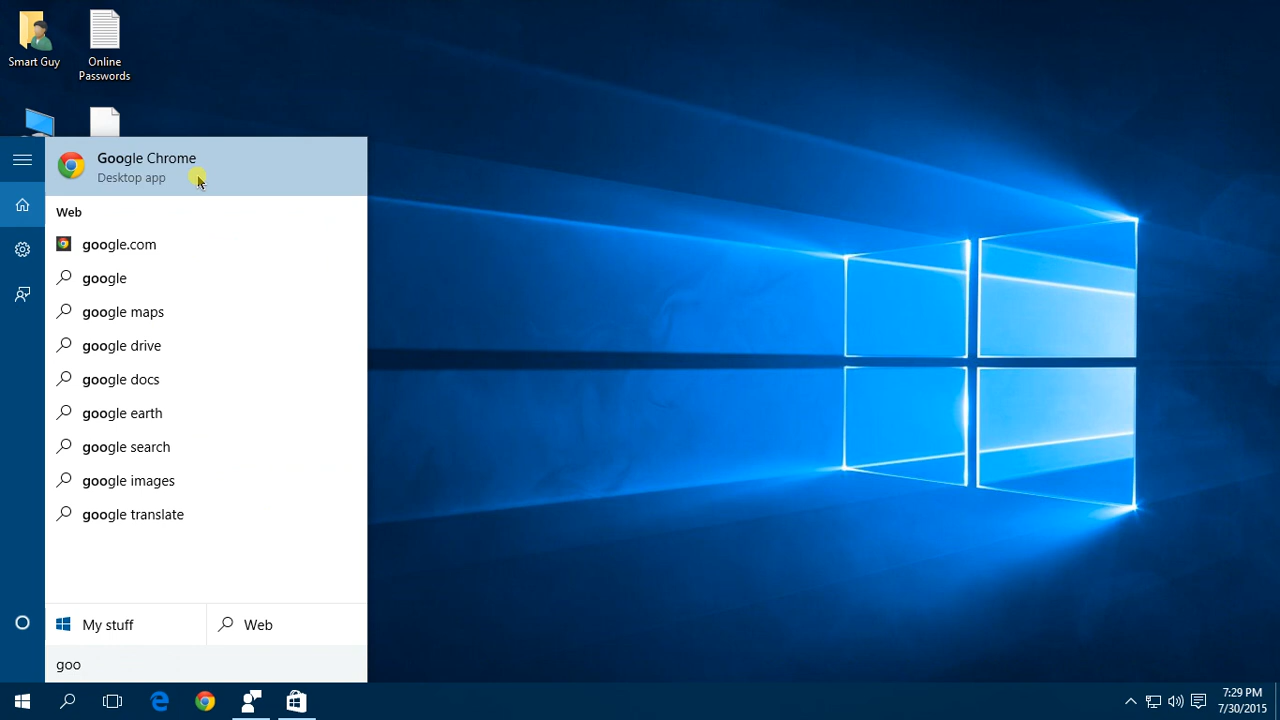 Smart Guy
Online
Passwords
Google Chrome
Desktop app
Web
google.com
google
google maps
google drive
google docs
google earth
google search
google images
google translate
My stuff
Web
goo
7:29 PM
7/30/2015